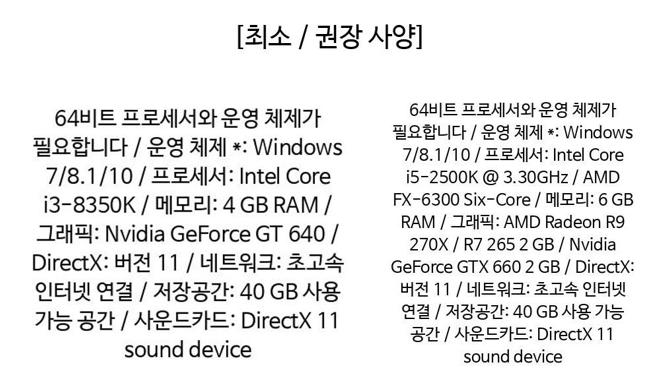 [최소 / 권장 사양]
64비트 프로세서와 운영 체제가
필요합니다 / 운영 체제 *: Windows
7/8.1/10 / 프로세서: Intel Core
i3-8350K / 메모리: 4 GB RAM /
그래픽: Nvidia GeForce GT 640 /
DirectX: 버전 11 / 네트워크: 초고속
인터넷 연결 / 저장공간: 40 GB 사용
가능 공간 / 사운드카드: DirectX 11
sound device
64비트 프로세서와 운영 체제가
필요합니다 / 운영 체제 *: Windows
7/8.1/10 / 프로세서: Intel Core
i5-2500K @ 3.30GHz / AMD
FX-6300 Six-Core / 메모리: 6 GB
RAM / 그래픽: AMD Radeon R9
270X / R7 265 2 GB / Nvidia
GeForce GTX 660 2 GB / DirectX:
버전 11 / 네트워크: 초고속 인터넷
연결 / 저장공간: 40 GB 사용 가능
공간 / 사운드카드: DirectX 11
sound device